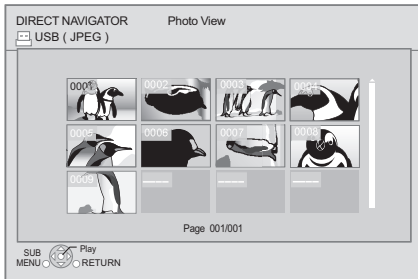 DIRECT NAVIGATOR Photo View
USB ( JPEG )
0001 0002 0003 0004
0005 0006 0007 0008
0009 ---- ---- ----
Page 001/001
SUB MENU Play RETURN